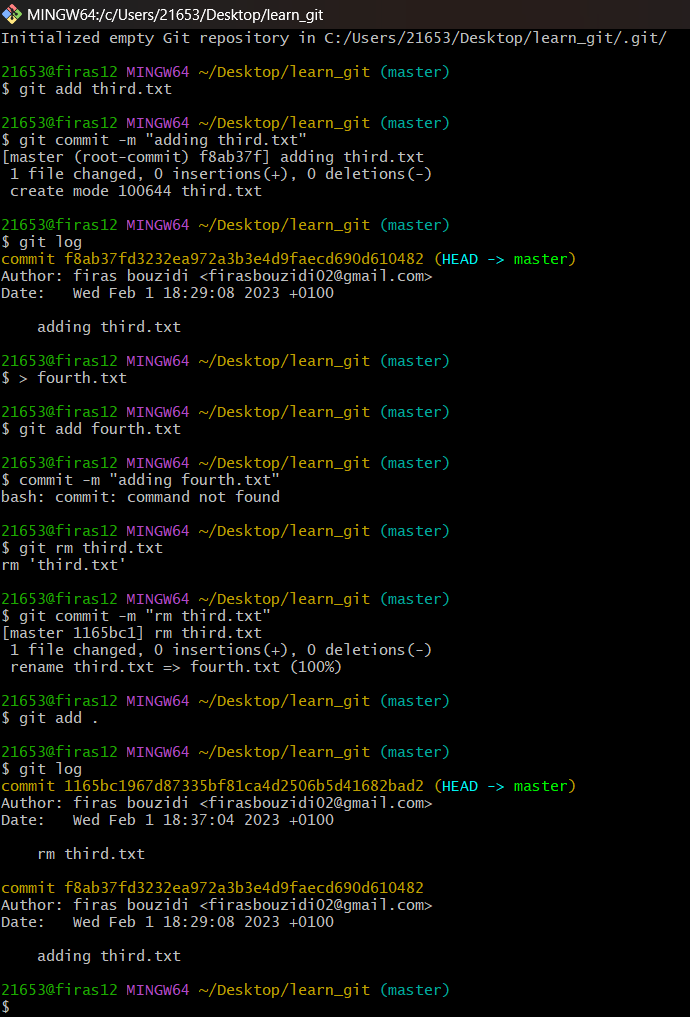 MINGW64:/c/Users/21653/Desktop/learn_git
Initialized empty Git repository in C:/Users/21653/Desktop/learn_git/.git/
21653@firas12 MINGW64 ~/Desktop/learn_git (master)
$ git add third.txt
21653@firas12 MINGW64 ~/Desktop/learn_git (master)
$ git commit -m "adding third.txt"
[master (root-commit) f8ab37f] adding third.txt
 1 file changed, 0 insertions(+), 0 deletions(-)
 create mode 100644 third.txt
21653@firas12 MINGW64 ~/Desktop/learn_git (master)
$ git log
commit f8ab37fd3232ea972a3b3e4d9faecd690d610482 (HEAD -> master)
Author: firas bouzidi <firasbouzidi02@gmail.com>
Date:   Wed Feb 1 18:29:08 2023 +0100
    adding third.txt
21653@firas12 MINGW64 ~/Desktop/learn_git (master)
$ > fourth.txt
21653@firas12 MINGW64 ~/Desktop/learn_git (master)
$ git add fourth.txt
21653@firas12 MINGW64 ~/Desktop/learn_git (master)
$ commit -m "adding fourth.txt"
bash: commit: command not found
21653@firas12 MINGW64 ~/Desktop/learn_git (master)
$ git rm third.txt
rm 'third.txt'
21653@firas12 MINGW64 ~/Desktop/learn_git (master)
$ git commit -m "rm third.txt"
[master 1165bc1] rm third.txt
 1 file changed, 0 insertions(+), 0 deletions(-)
 rename third.txt => fourth.txt (100%)
21653@firas12 MINGW64 ~/Desktop/learn_git (master)
$ git add .
21653@firas12 MINGW64 ~/Desktop/learn_git (master)
$ git log
commit 1165bc1967d87335bf81ca4d2506b5d41682bad2 (HEAD -> master)
Author: firas bouzidi <firasbouzidi02@gmail.com>
Date:   Wed Feb 1 18:37:04 2023 +0100
    rm third.txt
commit f8ab37fd3232ea972a3b3e4d9faecd690d610482
Author: firas bouzidi <firasbouzidi02@gmail.com>
Date:   Wed Feb 1 18:29:08 2023 +0100
    adding third.txt
21653@firas12 MINGW64 ~/Desktop/learn_git (master)
$